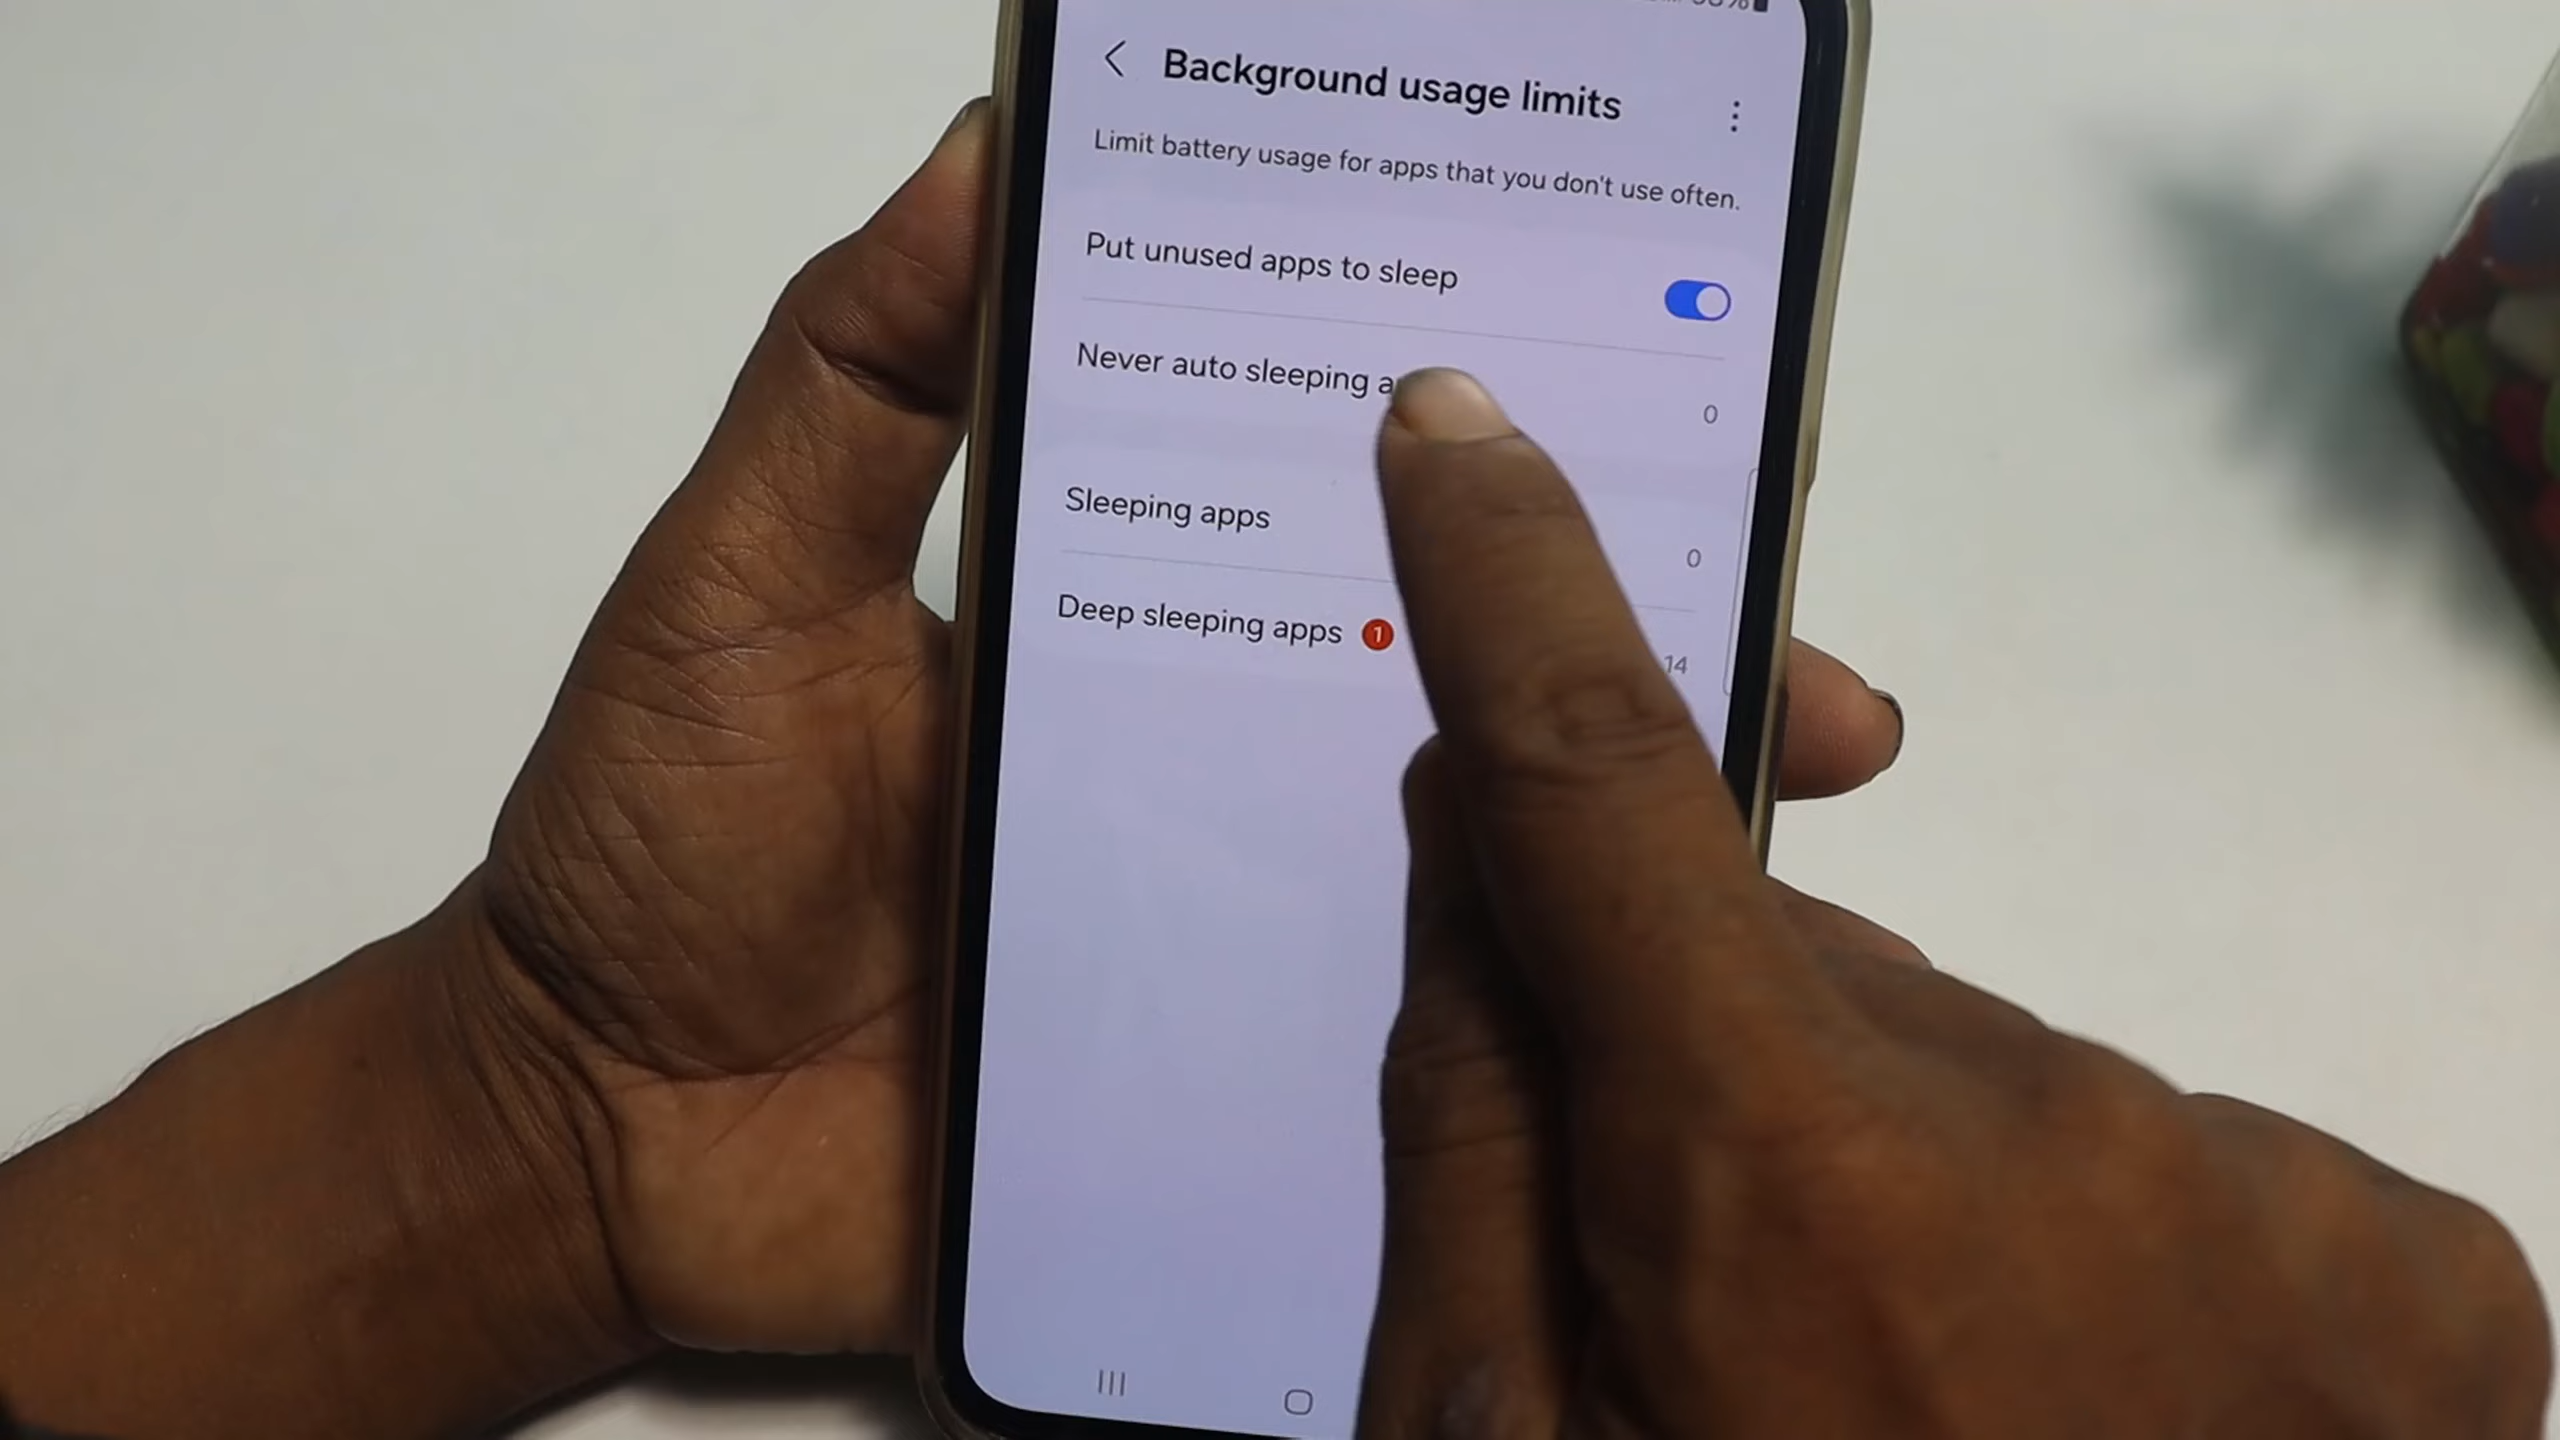 Background usage limits
Limit battery usage for apps that you don't use often.
Put unused apps to sleep
Never auto sleeping
0
Sleeping apps
0
Deep sleeping apps 1
14